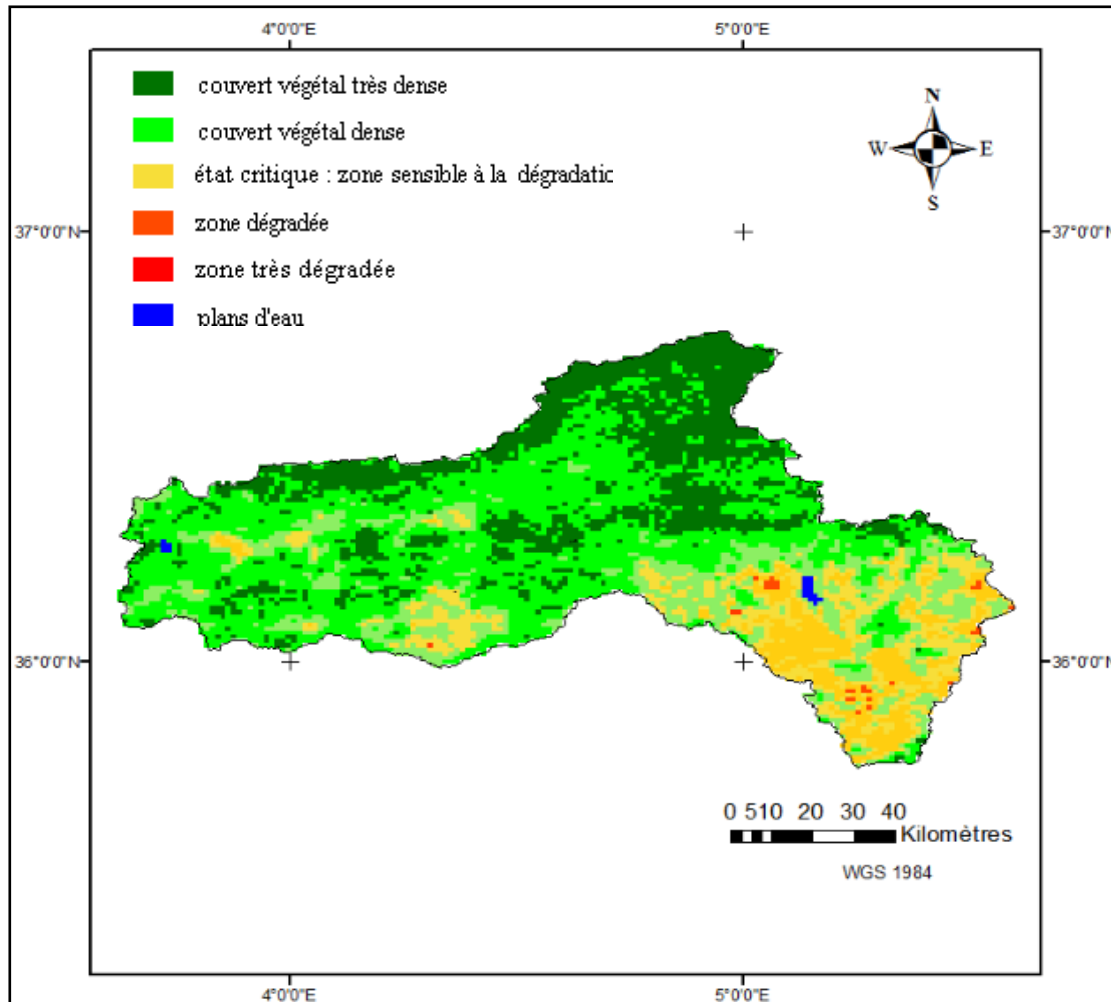 4°0'0"E 5°0'0"E
couvert végétal très dense
couvert végétal dense
état critique : zone sensible à la dégradatic
zone dégradée
zone très dégradée
plans d'eau
N
W E
S
37°0'0"N 37°0'0"N
36°0'0"N 36°0'0"N
0 510 20 30 40
Kilomètres
WGS 1984
4°0'0"E 5°0'0"E